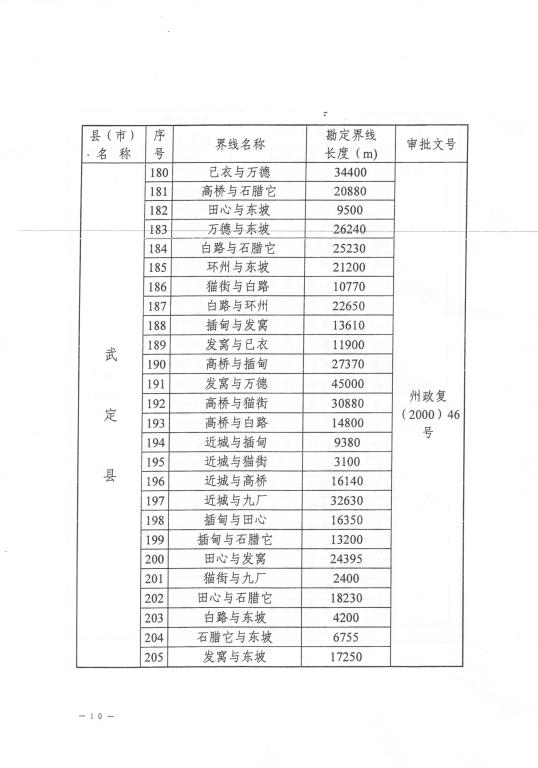 县（市）名 称 序号 界线名称 勘定界线长度（m） 审批文号
武定县 州政复（2000）46号
180 已衣与万德 34400
181 高桥与石腊它 20880
182 田心与东坡 9500
183 万德与东坡 26240
184 白路与石腊它 25230
185 环州与东坡 21200
186 猫街与白路 10770
187 白路与环州 22650
188 插甸与发窝 13610
189 发窝与已衣 11900
190 高桥与插甸 27370
191 发窝与万德 45000
192 高桥与猫街 30880
193 高桥与白路 14800
194 近城与插甸 9380
195 近城与猫街 3100
196 近城与高桥 16140
197 近城与九厂 32630
198 插甸与田心 16350
199 插甸与石腊它 13200
200 田心与发窝 24395
201 猫街与九厂 2400
202 田心与石腊它 18230
203 白路与东坡 4200
204 石腊它与东坡 6755
205 发窝与东坡 17250
－10－